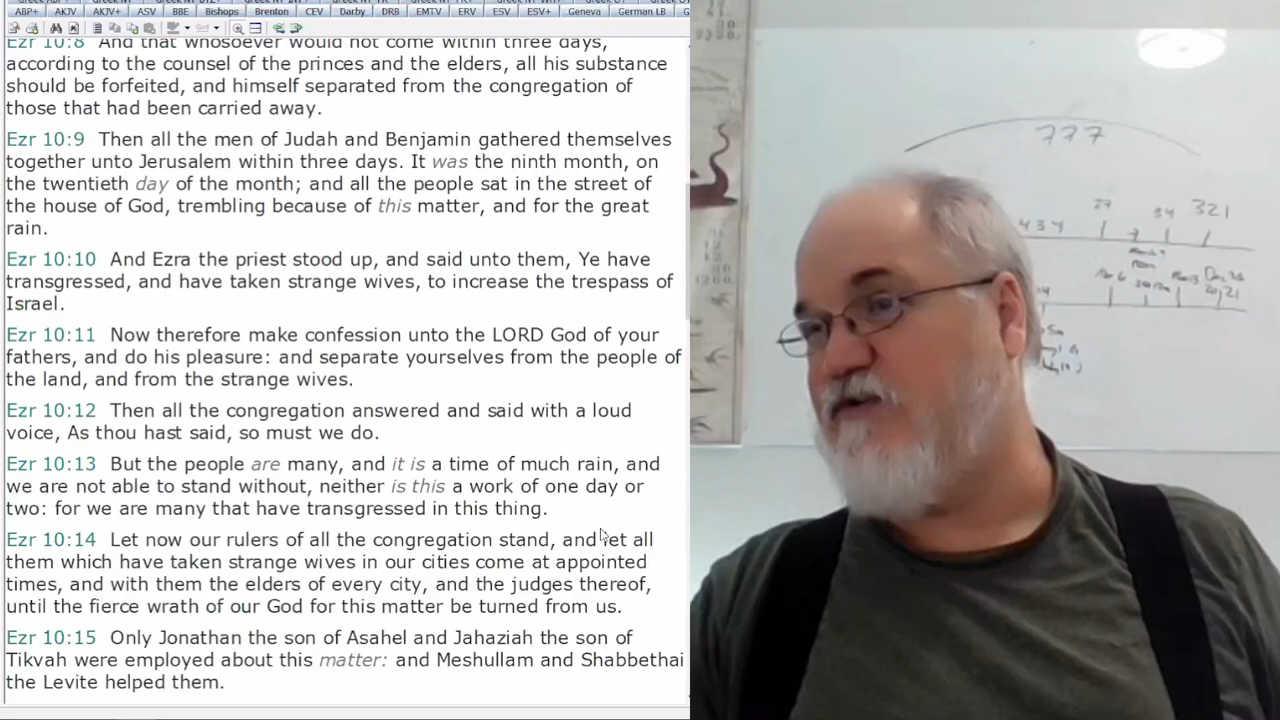 ABP+ AKJV AKJV+ ASV BBE Bishops Brenton CEV Darby DRB EMTV ERV ESV ESV+ Geneva German LB
Ezr 10:8 And that whosoever would not come within three days,
according to the counsel of the princes and the elders, all his substance
should be forfeited, and himself separated from the congregation of
those that had been carried away.
Ezr 10:9 Then all the men of Judah and Benjamin gathered themselves
together unto Jerusalem within three days. It was the ninth month, on
the twentieth day of the month; and all the people sat in the street of
the house of God, trembling because of this matter, and for the great
rain.
Ezr 10:10 And Ezra the priest stood up, and said unto them, Ye have
transgressed, and have taken strange wives, to increase the trespass of
Israel.
Ezr 10:11 Now therefore make confession unto the LORD God of your
fathers, and do his pleasure: and separate yourselves from the people of
the land, and from the strange wives.
Ezr 10:12 Then all the congregation answered and said with a loud
voice, As thou hast said, so must we do.
Ezr 10:13 But the people are many, and it is a time of much rain, and
we are not able to stand without, neither is this a work of one day or
two: for we are many that have transgressed in this thing.
Ezr 10:14 Let now our rulers of all the congregation stand, and let all
them which have taken strange wives in our cities come at appointed
times, and with them the elders of every city, and the judges thereof,
until the fierce wrath of our God for this matter be turned from us.
Ezr 10:15 Only Jonathan the son of Asahel and Jahaziah the son of
Tikvah were employed about this matter: and Meshullam and Shabbethai
the Levite helped them.
777
434 27 34 321